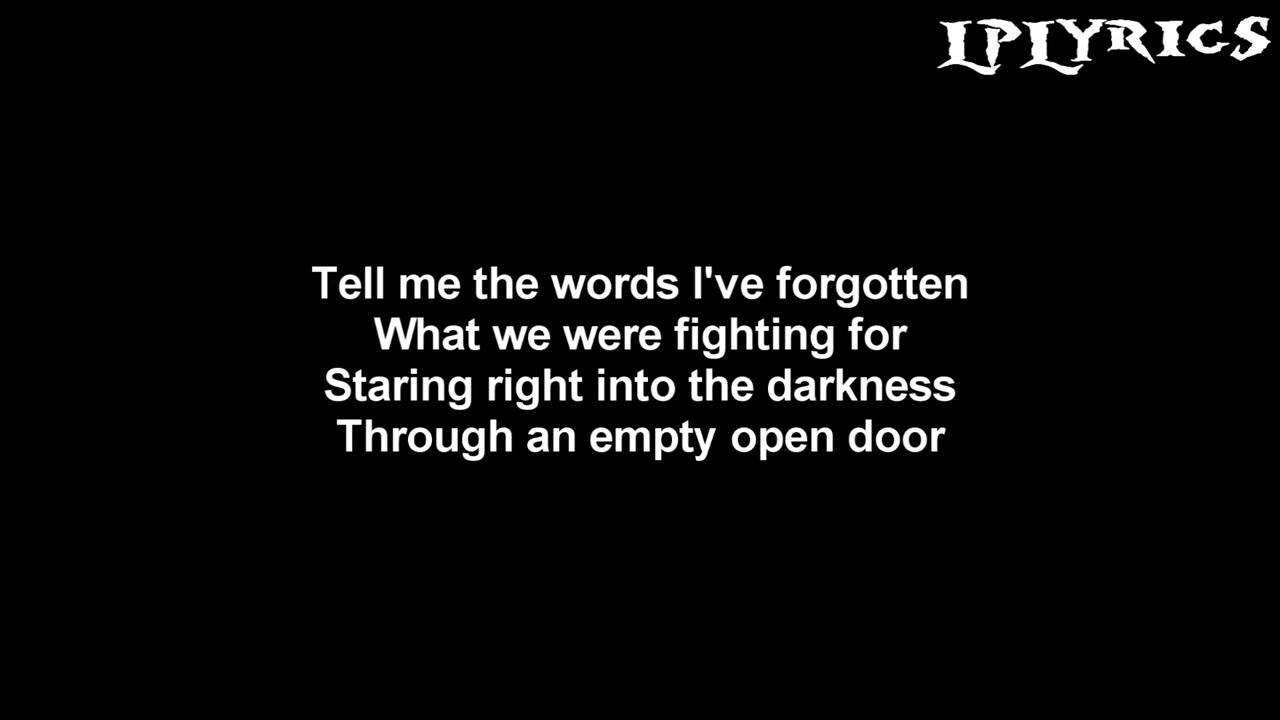 LPLYRICS
Tell me the words I've forgotten
What we were fighting for
Staring right into the darkness
Through an empty open door